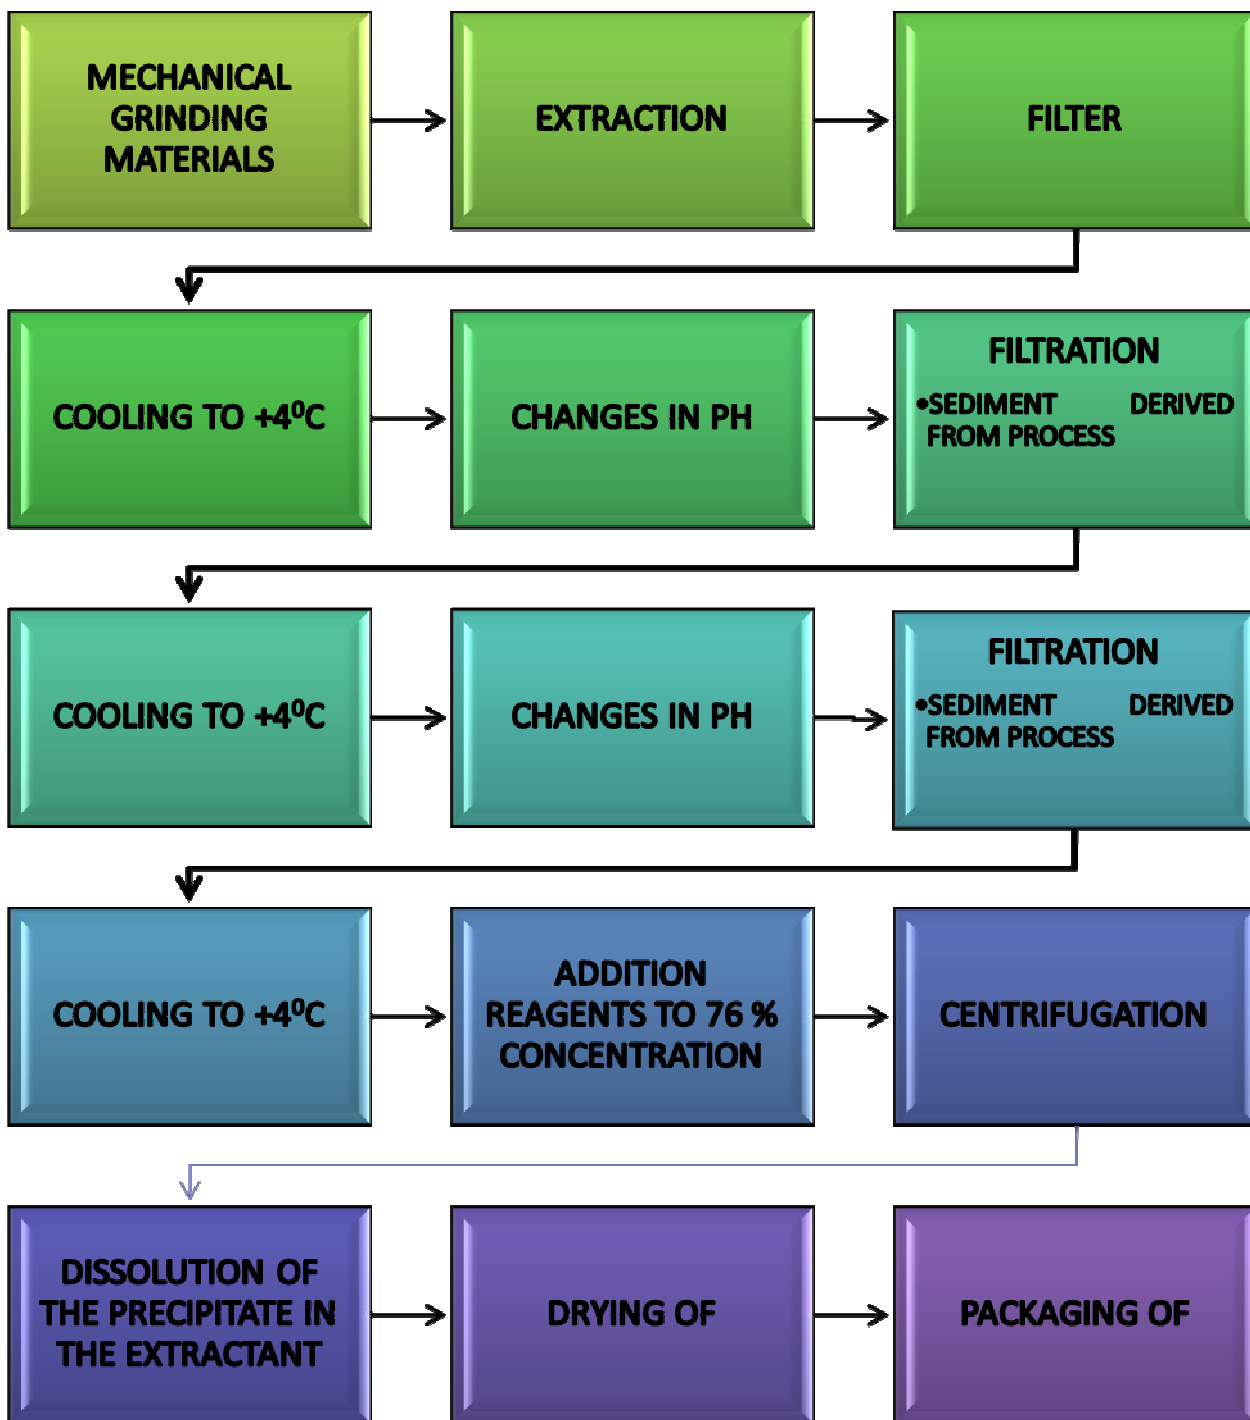 MECHANICAL
GRINDING
MATERIALS
EXTRACTION
FILTER
COOLING TO +4⁰C
CHANGES IN PH
FILTRATION
•SEDIMENT DERIVED
FROM PROCESS
COOLING TO +4⁰C
CHANGES IN PH
FILTRATION
•SEDIMENT DERIVED
FROM PROCESS
COOLING TO +4⁰C
ADDITION
REAGENTS TO 76 %
CONCENTRATION
CENTRIFUGATION
DISSOLUTION OF
THE PRECIPITATE IN
THE EXTRACTANT
DRYING OF
PACKAGING OF